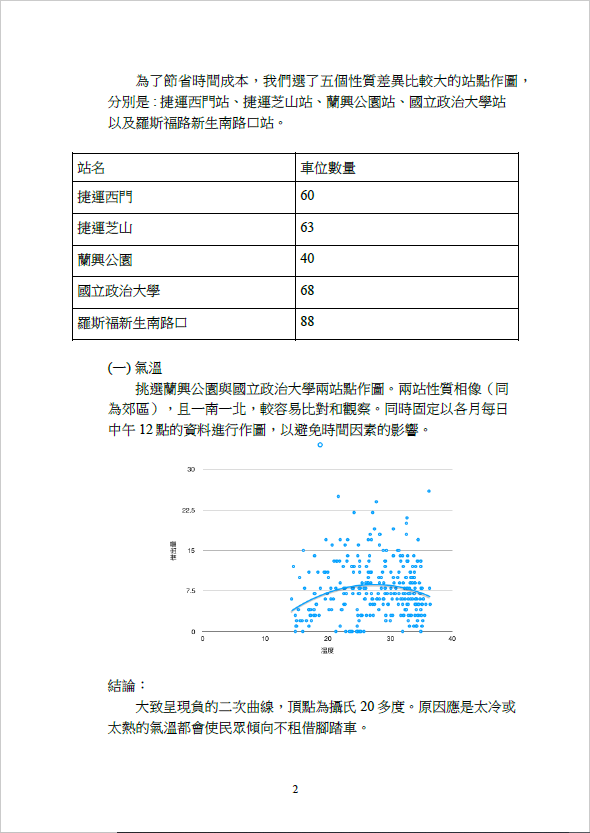 為了節省時間成本，我們選了五個性質差異比較大的站點作圖，
分別是：捷運西門站、捷運芝山站、蘭興公園站、國立政治大學站
以及羅斯福路新生南路口站。
站名 車位數量
捷運西門 60
捷運芝山 63
蘭興公園 40
國立政治大學 68
羅斯福新生南路口 88
(一) 氣溫
挑選蘭興公園與國立政治大學兩站點作圖。兩站性質相像（同
為郊區），且一南一北，較容易比對和觀察。同時固定以各月每日
中午 12 點的資料進行作圖，以避免時間因素的影響。
30
22.5
15
7.5
0
0 10 20 30 40
溫度
結論：
大致呈現負的二次曲線，頂點為攝氏 20 多度。原因應是太冷或
太熱的氣溫都會使民眾傾向不租借腳踏車。
2